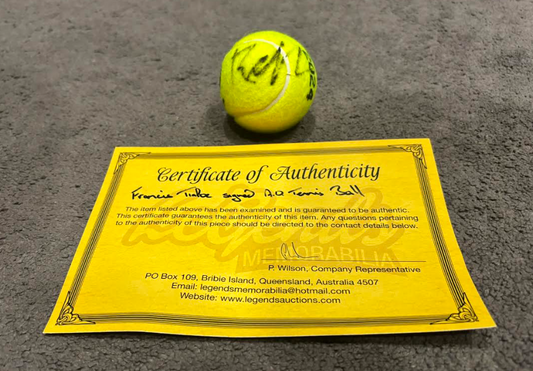 Certificate of Authenticity
Francis signed A.O Tennis Ball
The item listed above has been examined and is guaranteed to be authentic.
This certificate guarantees the authenticity of this item. Any questions pertaining
to the authenticity of this piece should be directed to the contact details below.
Legends
MEMORABILIA
P. Wilson, Company Representative
PO Box 109, Bribie Island, Queensland, Australia 4507
Email: legendsmemorabilia@hotmail.com
Website: www.legendsauctions.com